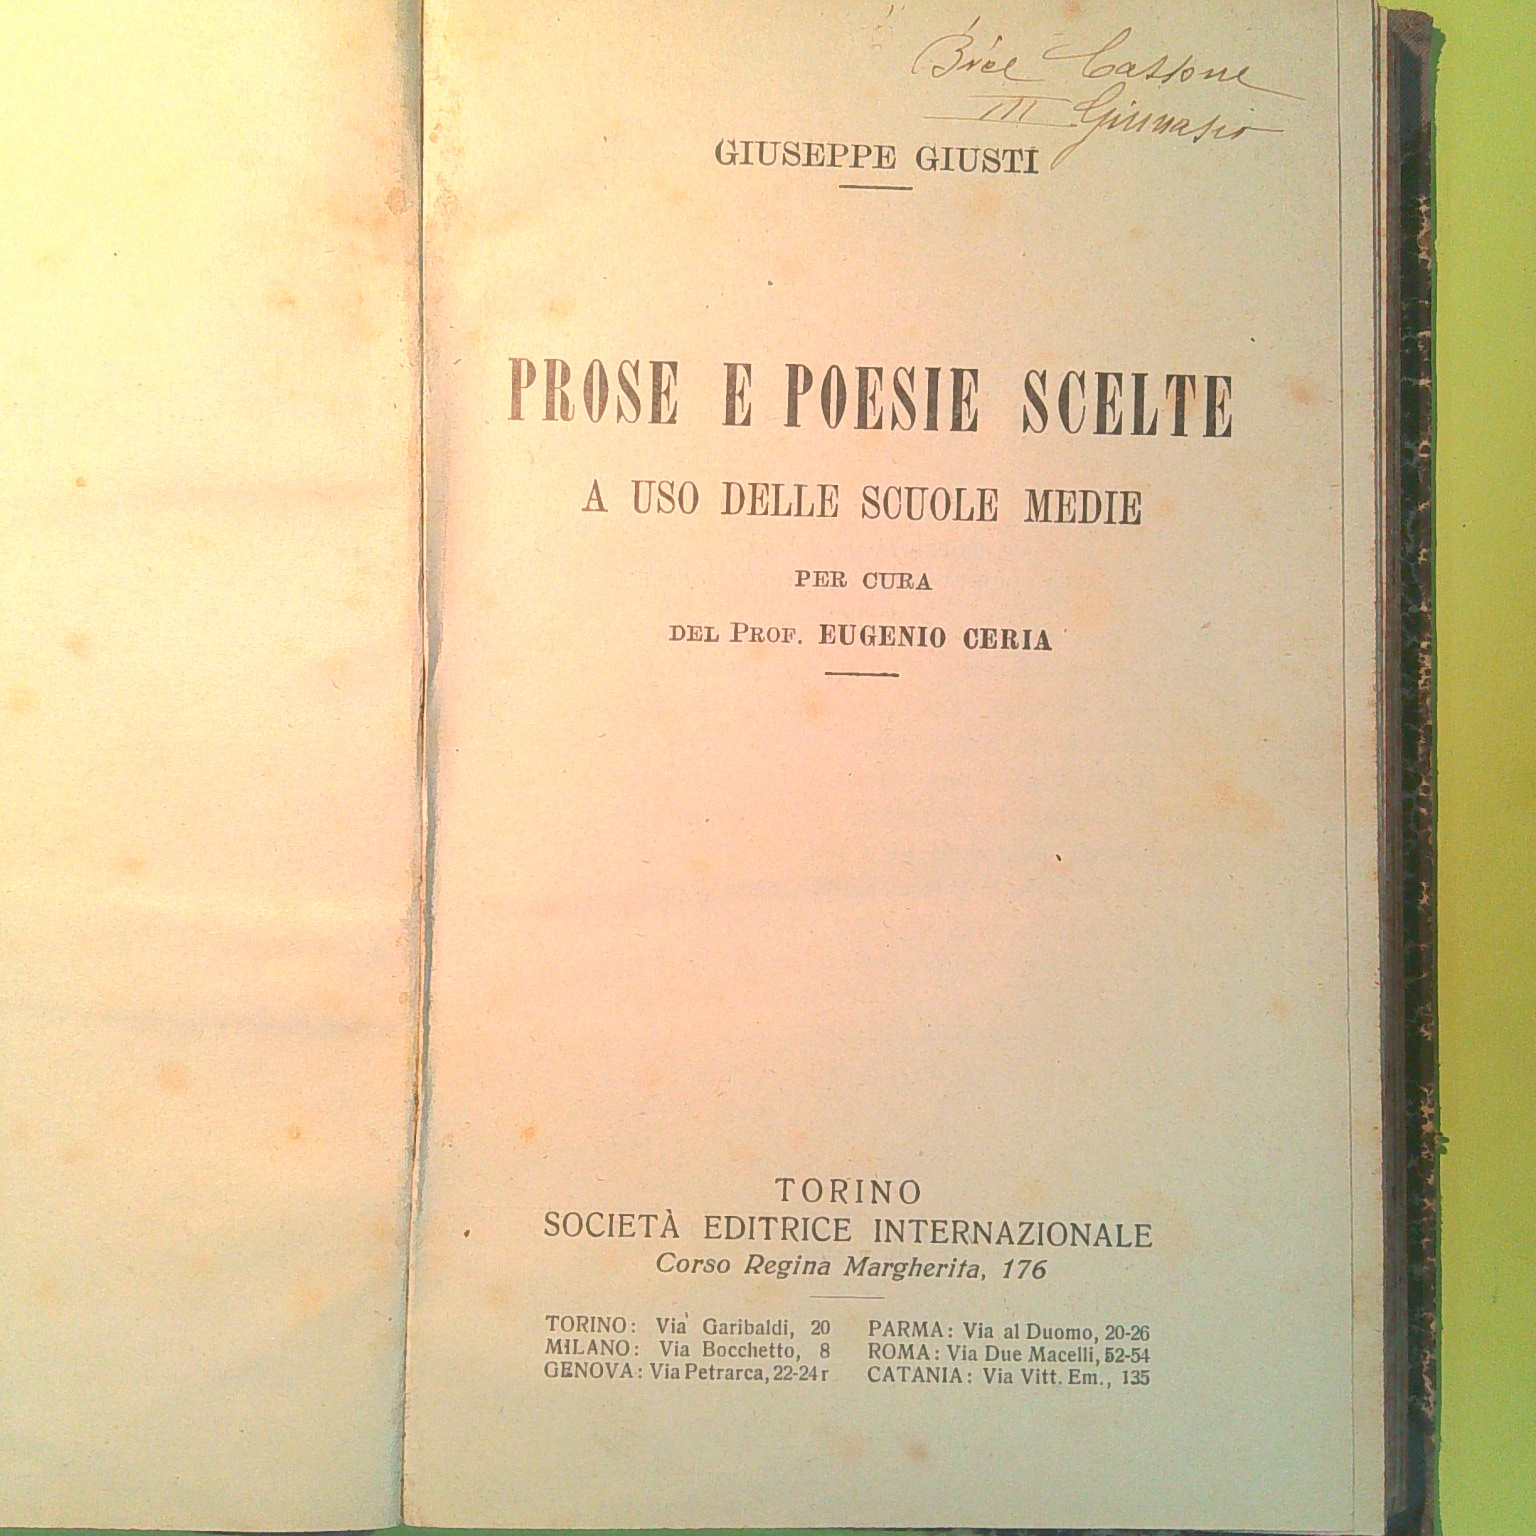 Cassone
III Ginnasio
GIUSEPPE GIUSTI
PROSE E POESIE SCELTE
A USO DELLE SCUOLE MEDIE
PER CURA
DEL PROF. EUGENIO CERIA
TORINO
SOCIETÀ EDITRICE INTERNAZIONALE
Corso Regina Margherita, 176
TORINO: Via Garibaldi, 20
MILANO: Via Bocchetto, 8
GENOVA: Via Petrarca, 22-24 r
PARMA: Via al Duomo, 20-26
ROMA: Via Due Macelli, 52-54
CATANIA: Via Vitt. Em., 135